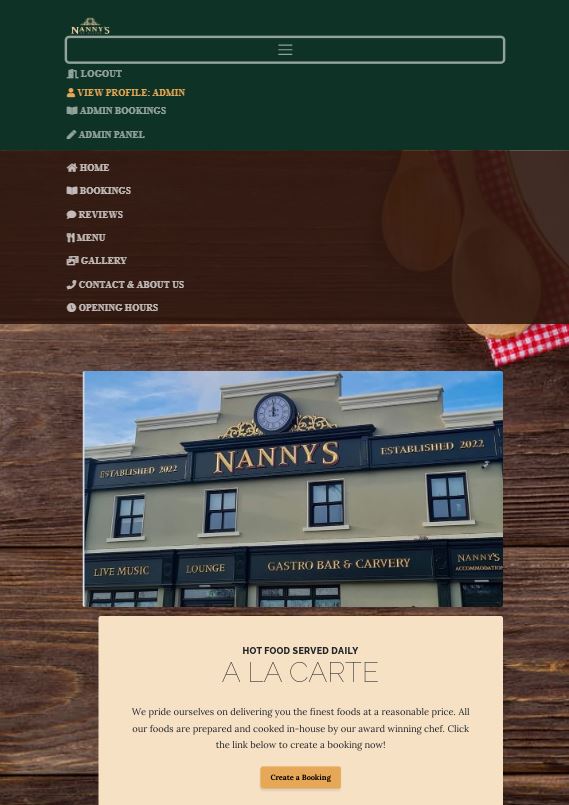 NANNYS
LOGOUT
VIEW PROFILE: ADMIN
ADMIN BOOKINGS
ADMIN PANEL
HOME
BOOKINGS
REVIEWS
MENU
GALLERY
CONTACT & ABOUT US
OPENING HOURS
ESTABLISHED 2022
NANNYS
ESTABLISHED 2022
LIVE MUSIC
LOUNGE
GASTRO BAR & CARVERY
NANNY'S
ACCOMMODATION
HOT FOOD SERVED DAILY
A LA CARTE
We pride ourselves on delivering you the finest foods at a reasonable price. All
our foods are prepared and cooked in-house by our award winning chef. Click
the link below to create a booking now!
Create a Booking